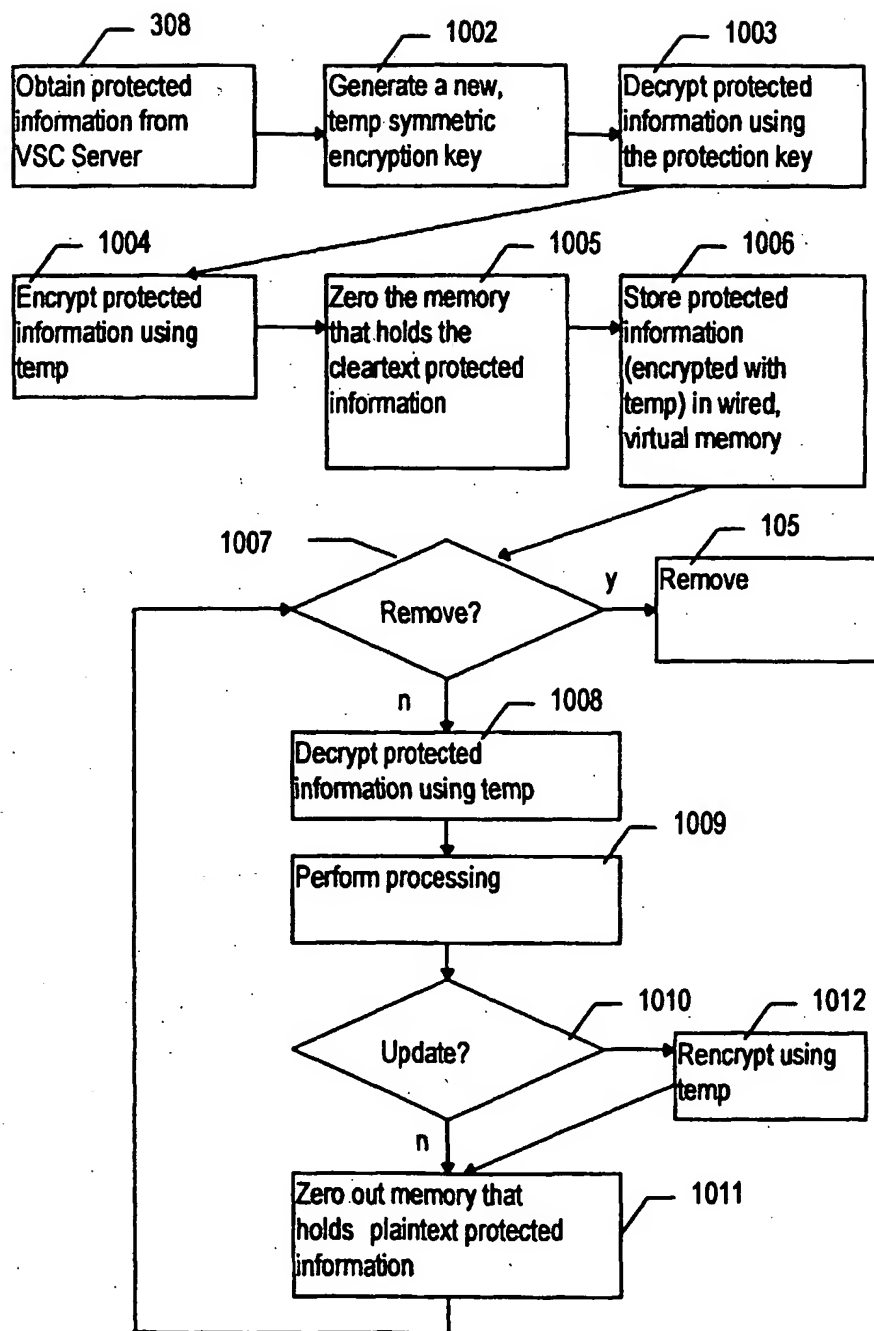 308
1002
1003
Obtain protected
information from
VSC Server
Generate a new,
temp symmetric
encryption key
Decrypt protected
information using
the protection key
1004
1005
1006
Encrypt protected
information using
temp
Zero the memory
that holds the
cleartext protected
information
Store protected
information
(encrypted with
temp) in wired,
virtual memory
1007
105
Remove?
y
Remove
n
1008
Decrypt protected
information using temp
1009
Perform processing
1010
1012
Update?
Rencrypt using
temp
n
1011
Zero out memory that
holds plaintext protected
information